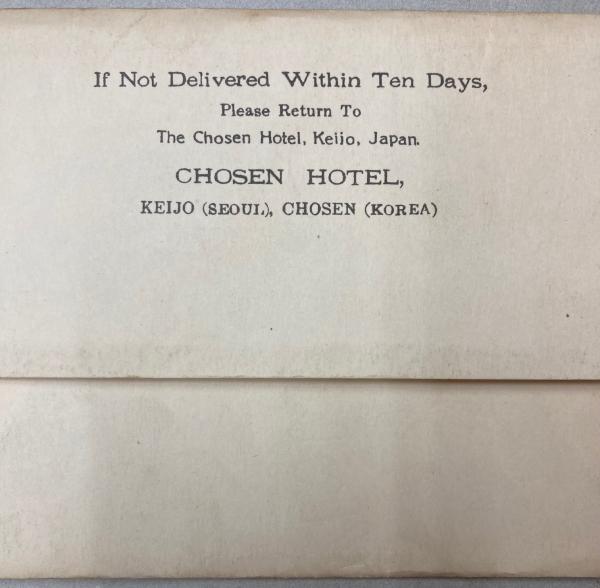 If Not Delivered Within Ten Days,
Please Return To
The Chosen Hotel, Keijo, Japan.
CHOSEN HOTEL,
KEIJO (SEOUL), CHOSEN (KOREA)